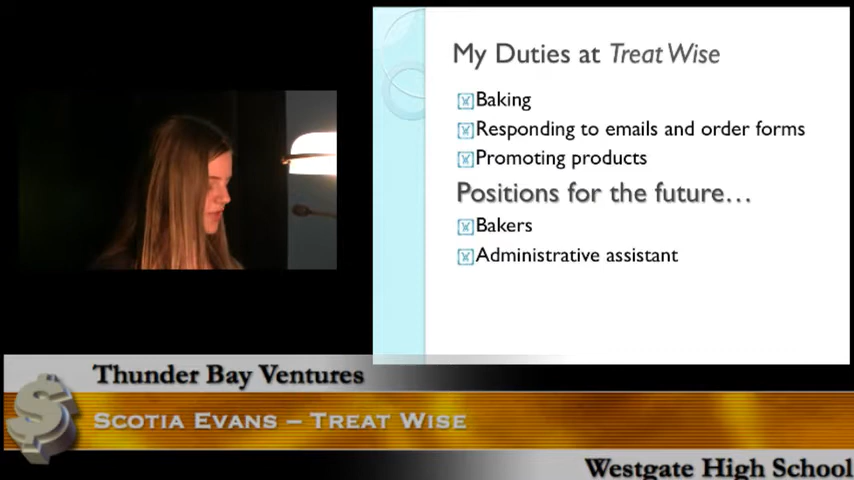 My Duties at Treat Wise
Baking
Responding to emails and order forms
Promoting products
Positions for the future…
Bakers
Administrative assistant
Thunder Bay Ventures
Scotia Evans – Treat Wise
Westgate High School